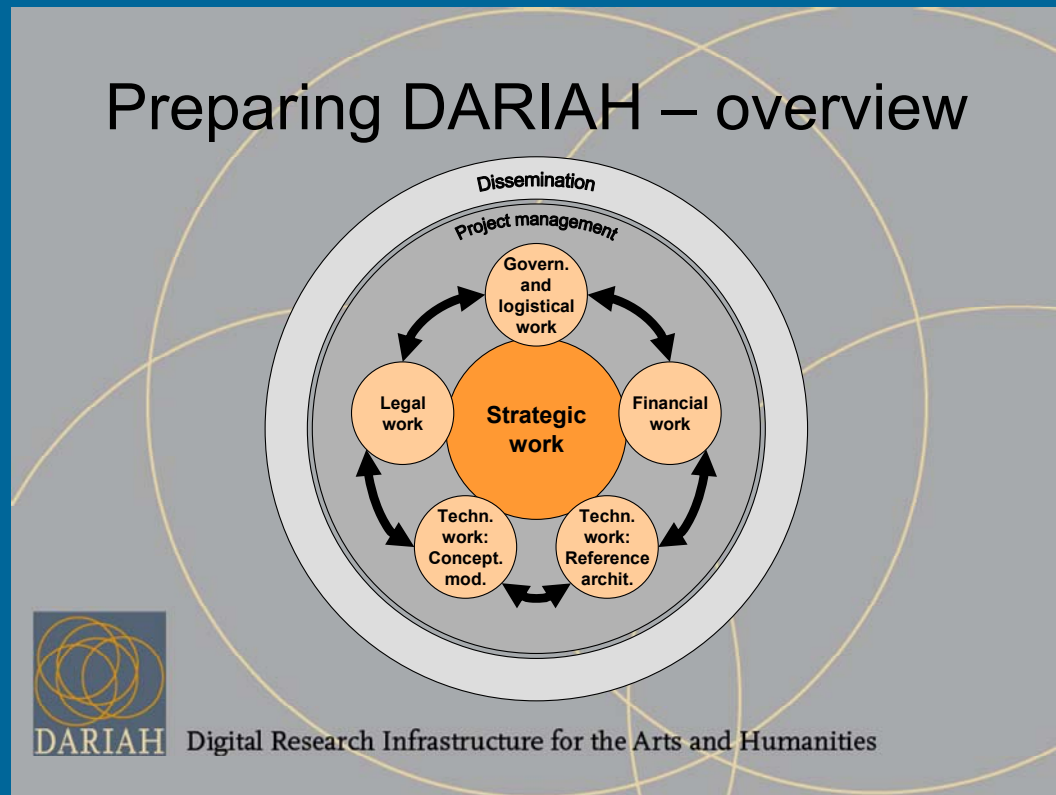 Preparing DARIAH – overview
Dissemination
Project management
Govern.
and
logistical
work
Legal
work
Strategic
work
Financial
work
Techn.
work:
Concept.
mod.
Techn.
work:
Reference
archit.
DARIAH
Digital Research Infrastructure for the Arts and Humanities